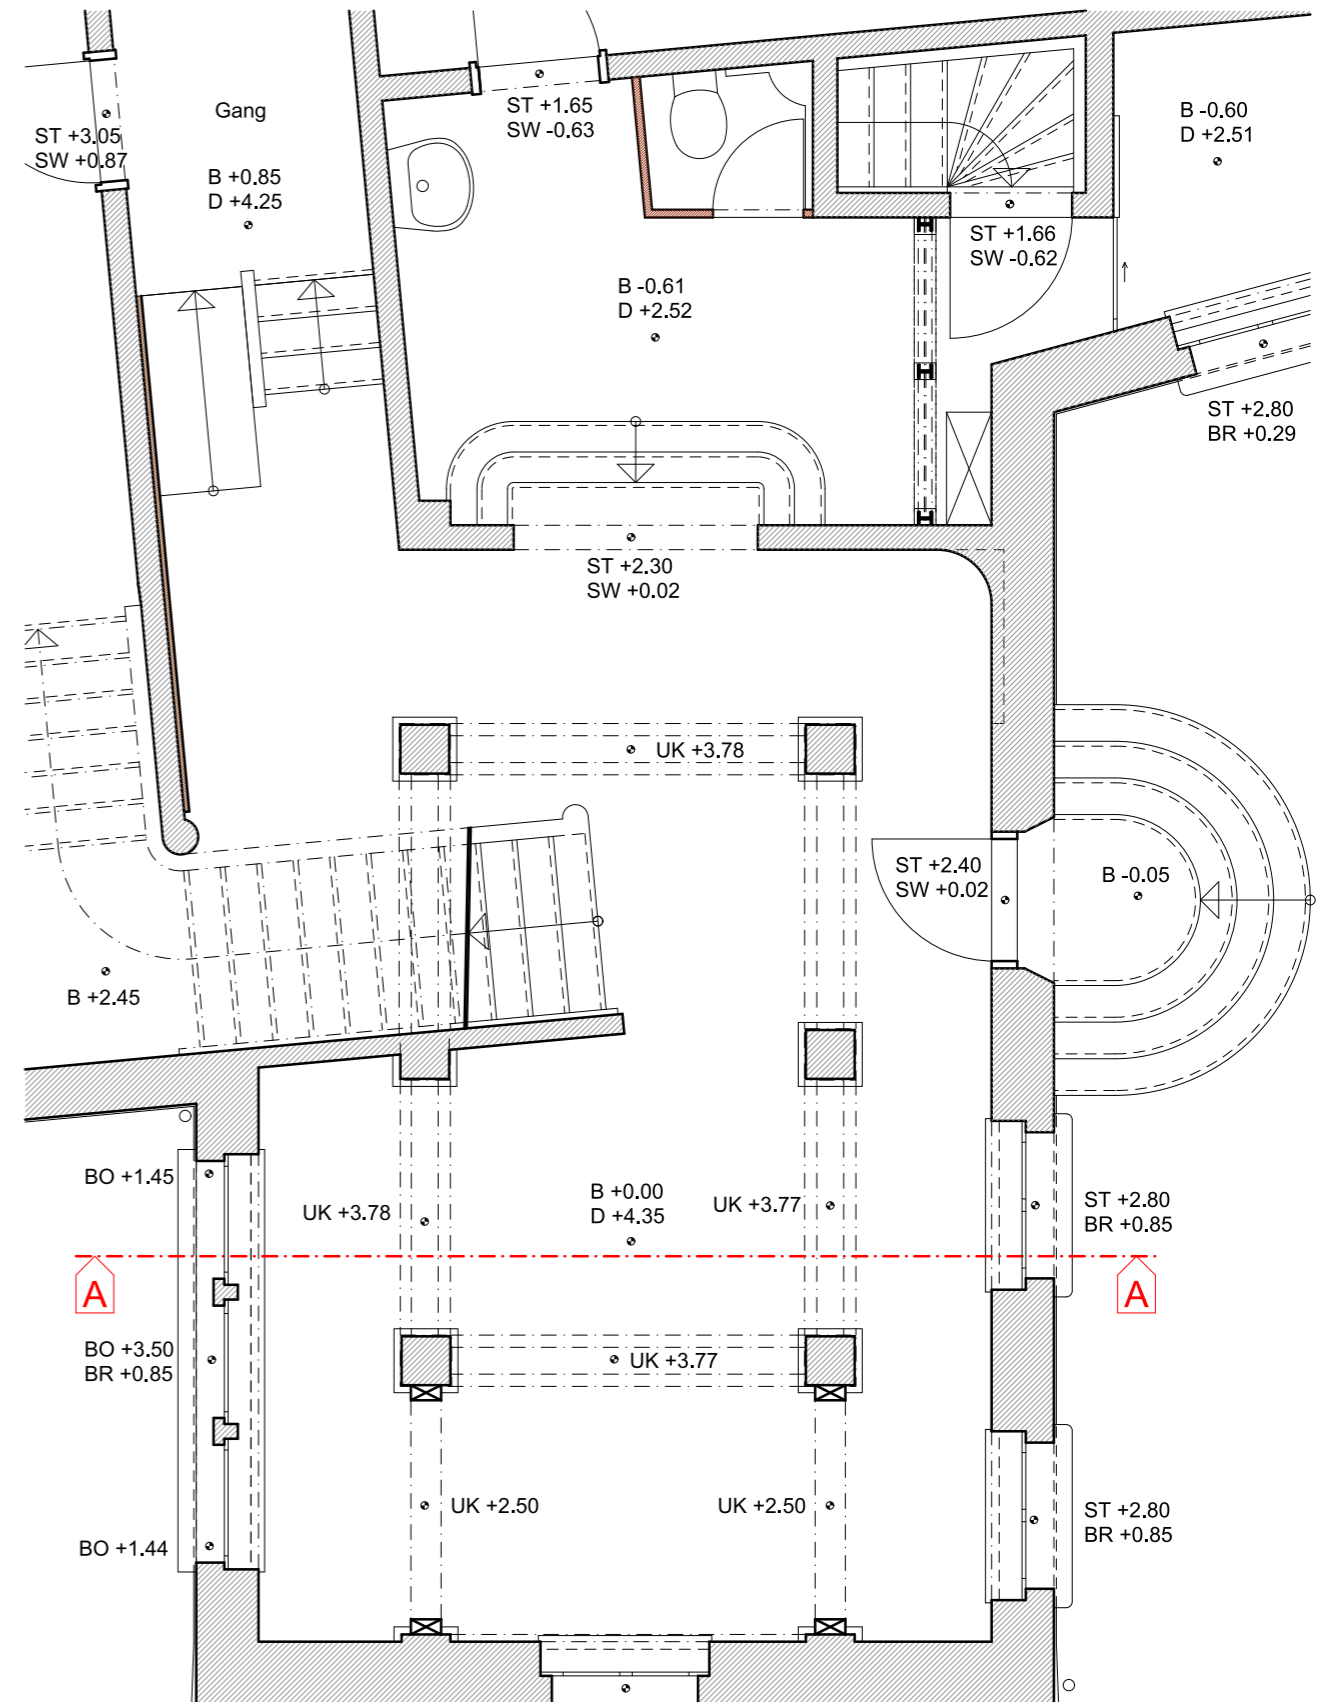 ST +3.05
SW +0.87
Gang
B +0.85
D +4.25
ST +1.65
SW -0.63
B -0.60
D +2.51
ST +1.66
SW -0.62
B -0.61
D +2.52
ST +2.80
BR +0.29
ST +2.30
SW +0.02
UK +3.78
ST +2.40
SW +0.02
B -0.05
B +2.45
BO +1.45
UK +3.78
B +0.00
D +4.35
UK +3.77
ST +2.80
BR +0.85
A
A
BO +3.50
BR +0.85
UK +3.77
UK +2.50
UK +2.50
ST +2.80
BR +0.85
BO +1.44